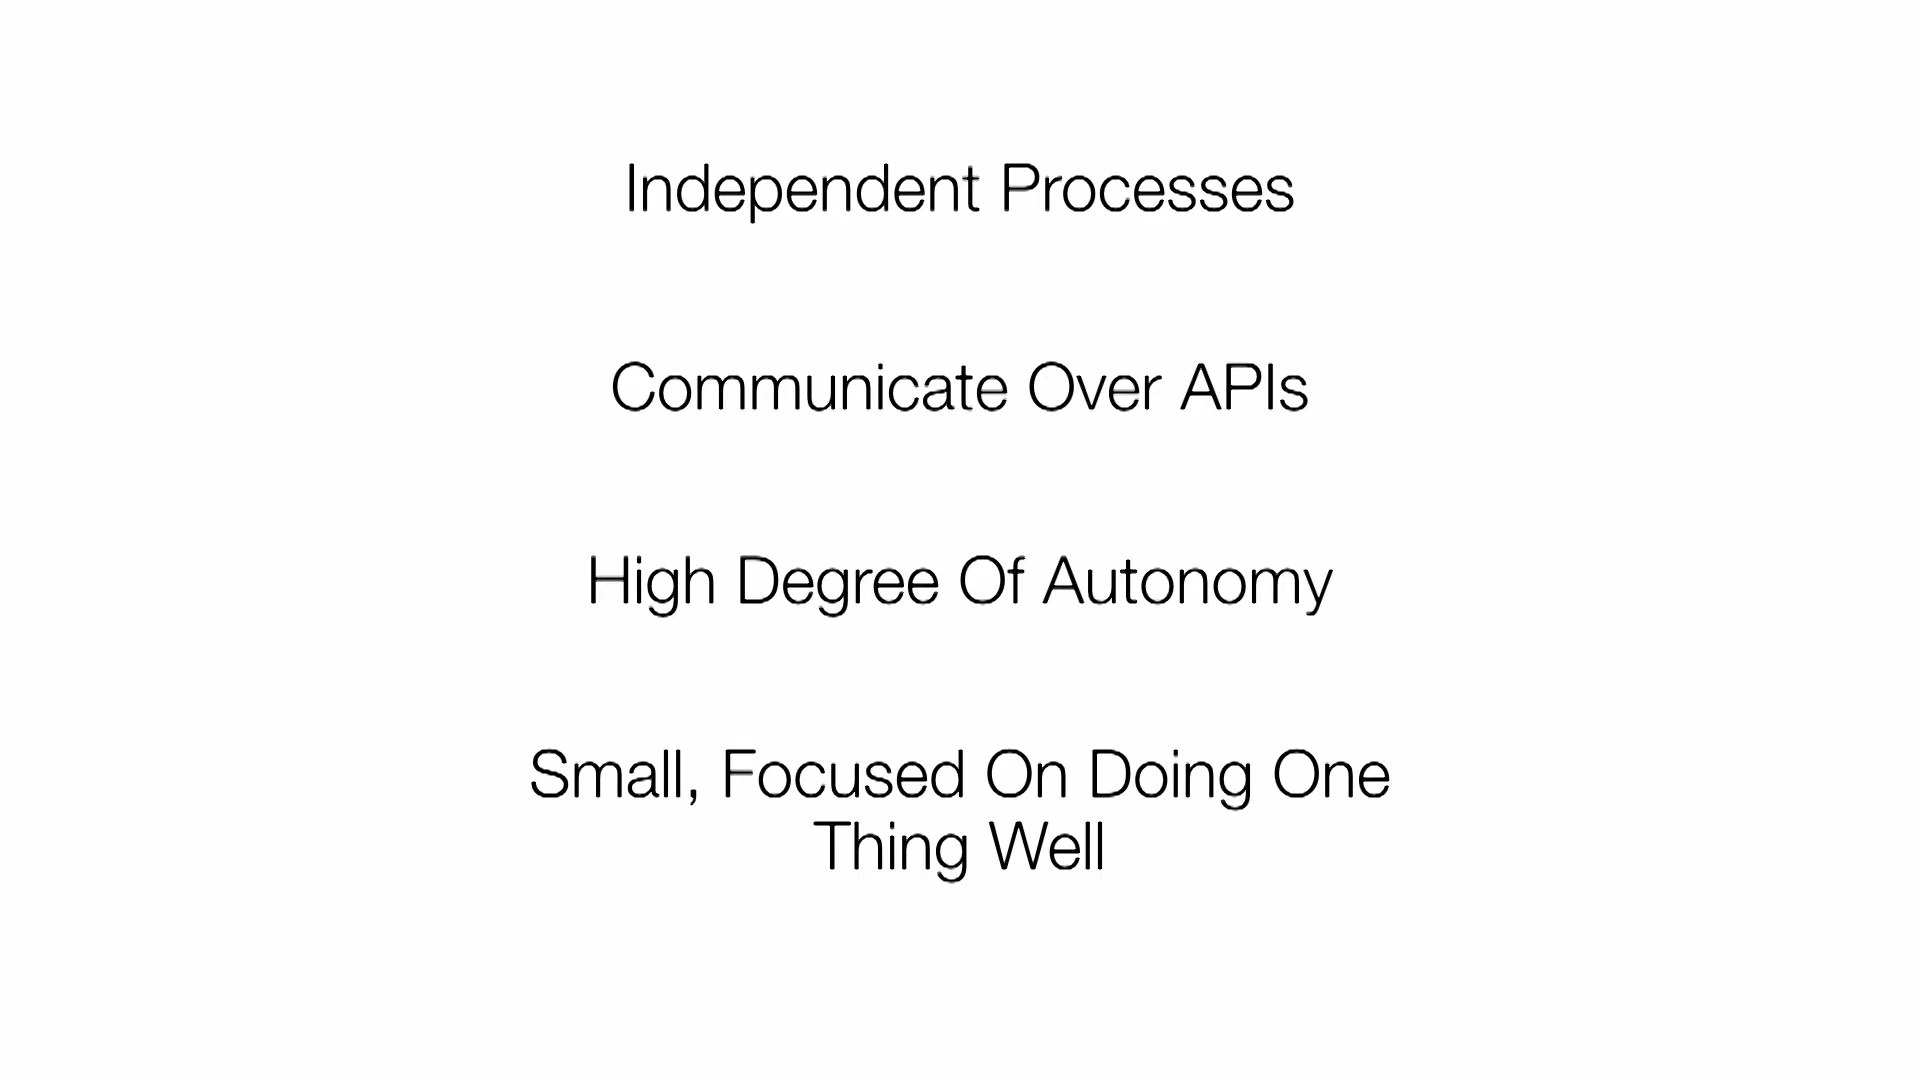 Independent Processes
Communicate Over APIs
High Degree Of Autonomy
Small, Focused On Doing One
Thing Well